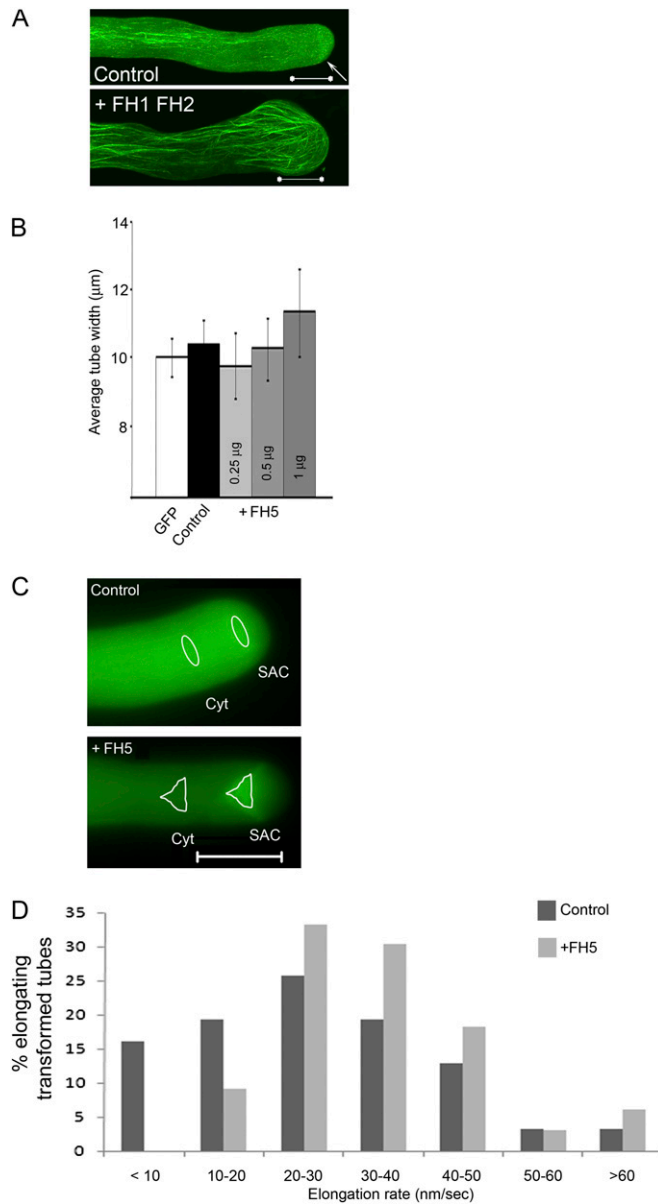 A
Control
+ FH1 FH2
B
14
12
10
8
Average tube width (µm)
0.25 µg
0.5 µg
1 µg
GFP
Control
+ FH5
C
Control
SAC
Cyt
+ FH5
Cyt
SAC
D
Control
+FH5
35
30
25
20
15
10
5
0
% elongating
transformed tubes
< 10
10-20
20-30
30-40
40-50
50-60
>60
Elongation rate (nm/sec)